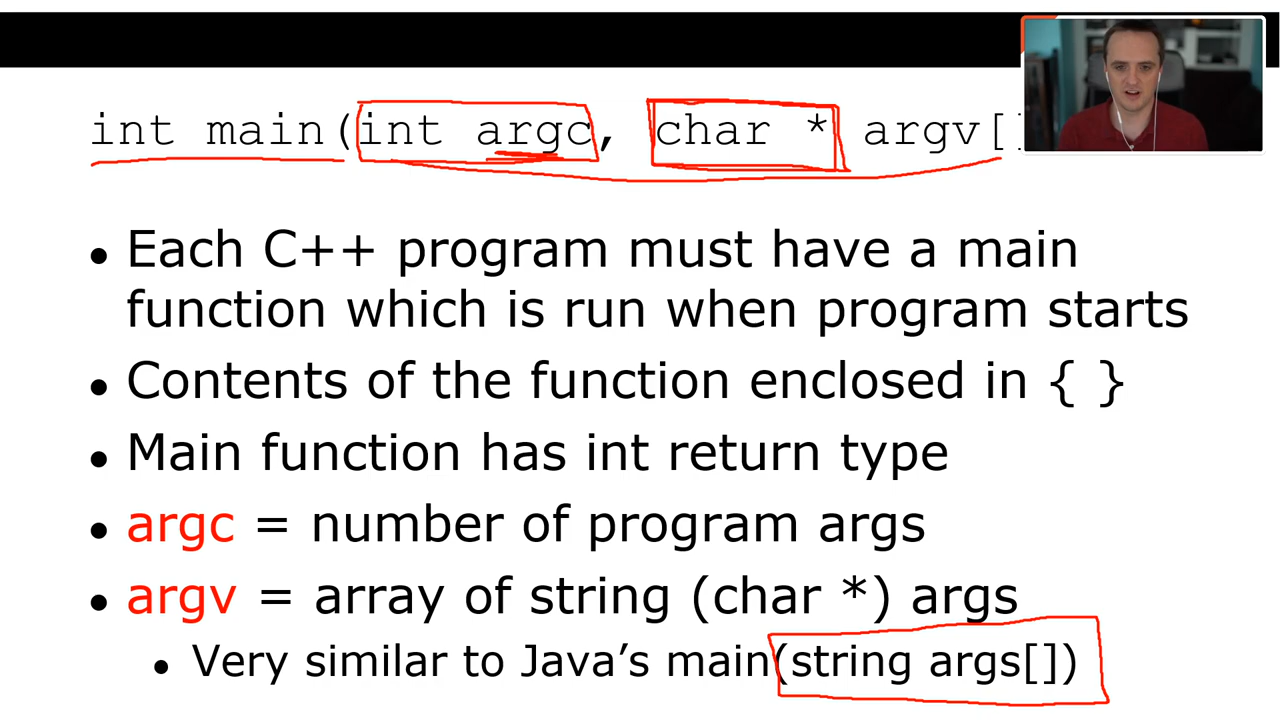 int main(int argc, char * argv[
• Each C++ program must have a main
function which is run when program starts
• Contents of the function enclosed in { }
• Main function has int return type
• argc = number of program args
• argv = array of string (char *) args
• Very similar to Java's main(string args[])